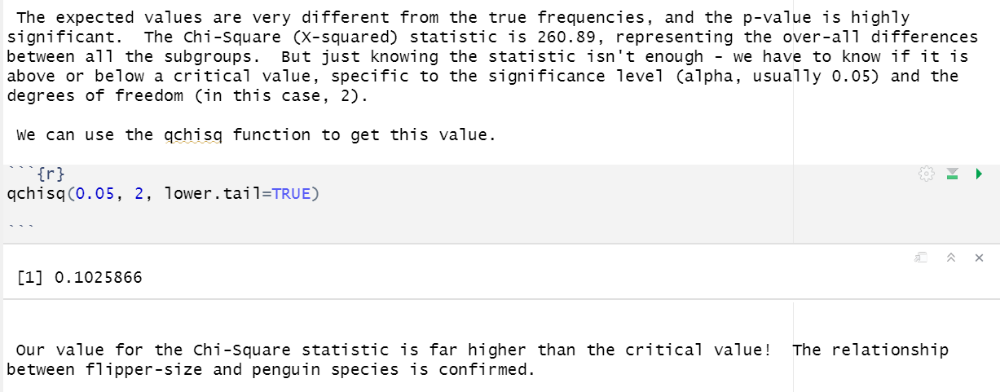 The expected values are very different from the true frequencies, and the p-value is highly
significant.  The Chi-Square (X-squared) statistic is 260.89, representing the over-all differences
between all the subgroups.  But just knowing the statistic isn't enough - we have to know if it is
above or below a critical value, specific to the significance level (alpha, usually 0.05) and the
degrees of freedom (in this case, 2).
We can use the qchisq function to get this value.
```{r}
qchisq(0.05, 2, lower.tail=TRUE)
```
[1] 0.1025866
Our value for the Chi-Square statistic is far higher than the critical value!  The relationship
between flipper-size and penguin species is confirmed.